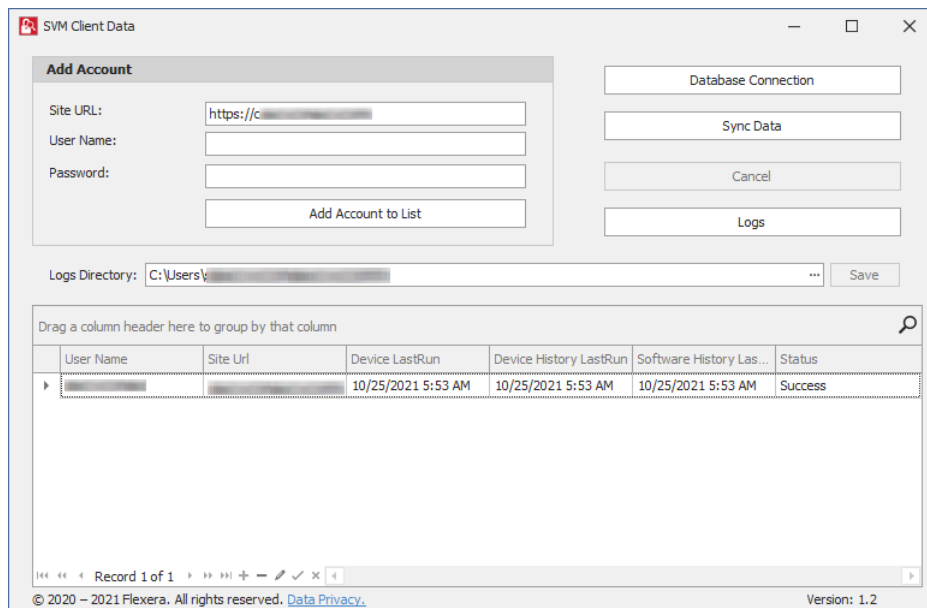 SVM Client Data
Add Account
Database Connection
Site URL:
https://c
Sync Data
User Name:
Password:
Cancel
Add Account to List
Logs
Logs Directory: C:\Users\ ... Save
Drag a column header here to group by that column
User Name Site Url Device LastRun Device History LastRun Software History Las... Status
10/25/2021 5:53 AM 10/25/2021 5:53 AM 10/25/2021 5:53 AM Success
Record 1 of 1
© 2020 – 2021 Flexera. All rights reserved. Data Privacy. Version: 1.2